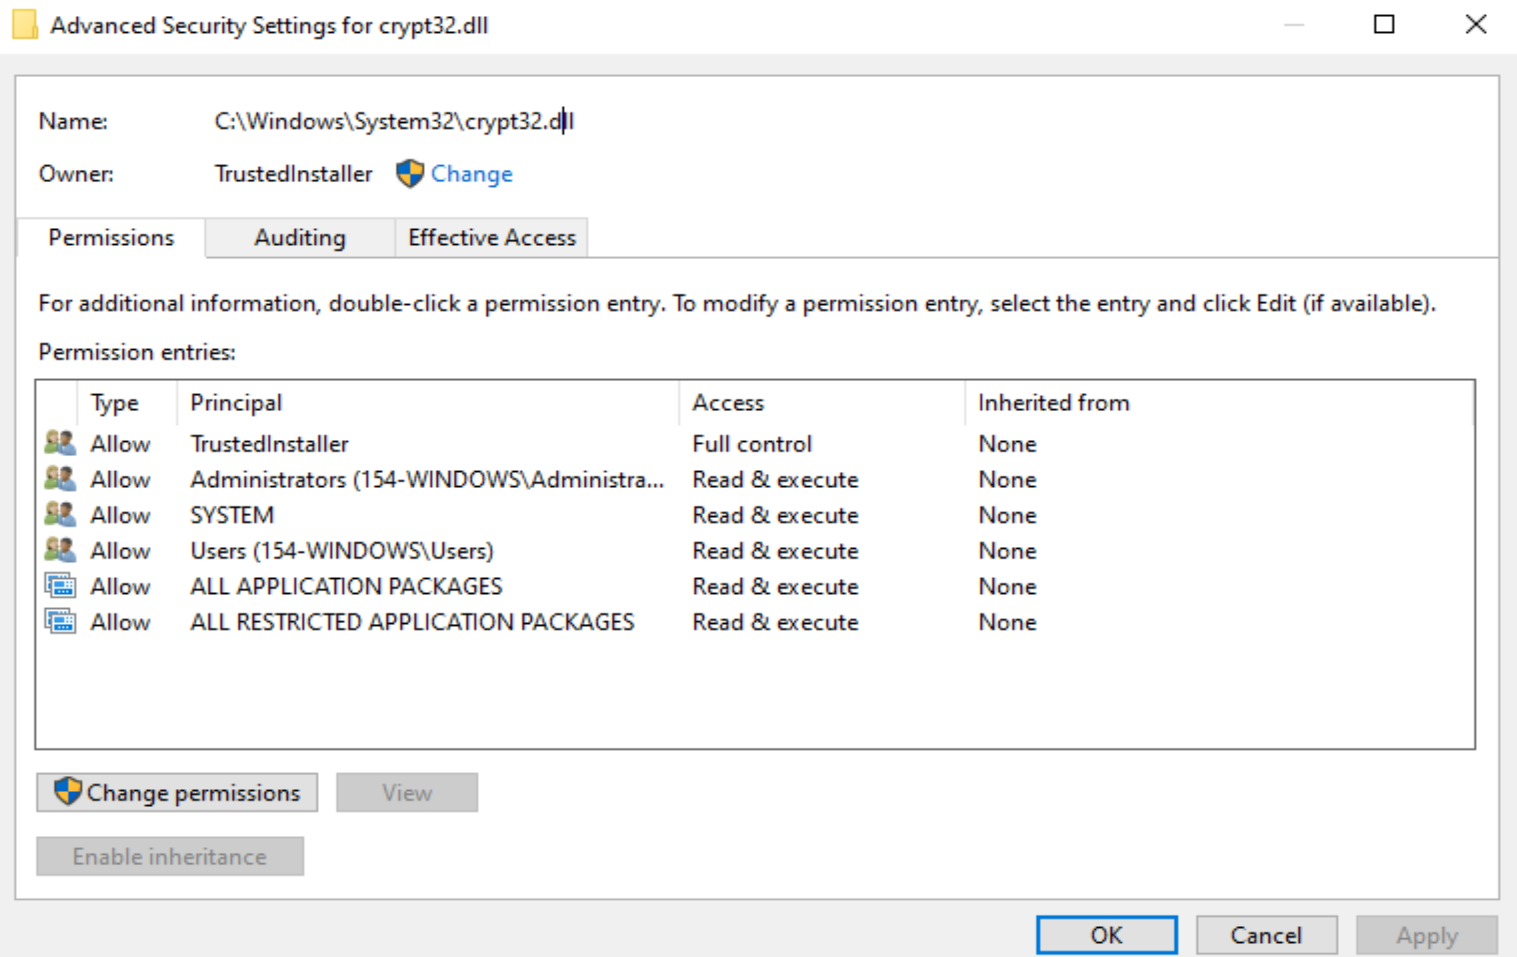 Advanced Security Settings for crypt32.dll
Name: C:\Windows\System32\crypt32.dll
Owner: TrustedInstaller Change
Permissions Auditing Effective Access
For additional information, double-click a permission entry. To modify a permission entry, select the entry and click Edit (if available).
Permission entries:
Type Principal Access Inherited from
Allow TrustedInstaller Full control None
Allow Administrators (154-WINDOWS\Administra... Read & execute None
Allow SYSTEM Read & execute None
Allow Users (154-WINDOWS\Users) Read & execute None
Allow ALL APPLICATION PACKAGES Read & execute None
Allow ALL RESTRICTED APPLICATION PACKAGES Read & execute None
Change permissions View
Enable inheritance
OK Cancel Apply